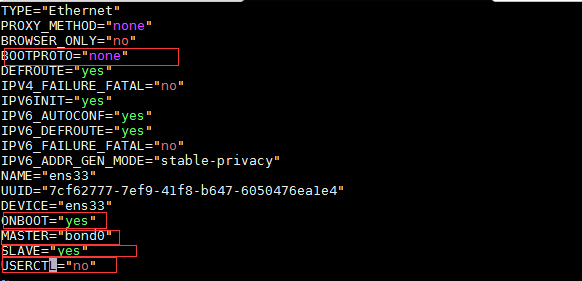 TYPE="Ethernet"
PROXY_METHOD="none"
BROWSER_ONLY="no"
BOOTPROTO="none"
DEFROUTE="yes"
IPV4_FAILURE_FATAL="no"
IPV6INIT="yes"
IPV6_AUTOCONF="yes"
IPV6_DEFROUTE="yes"
IPV6_FAILURE_FATAL="no"
IPV6_ADDR_GEN_MODE="stable-privacy"
NAME="ens33"
UUID="7cf62777-7ef9-41f8-b647-6050476ea1e4"
DEVICE="ens33"
ONBOOT="yes"
MASTER="bond0"
SLAVE="yes"
USERCTL="no"